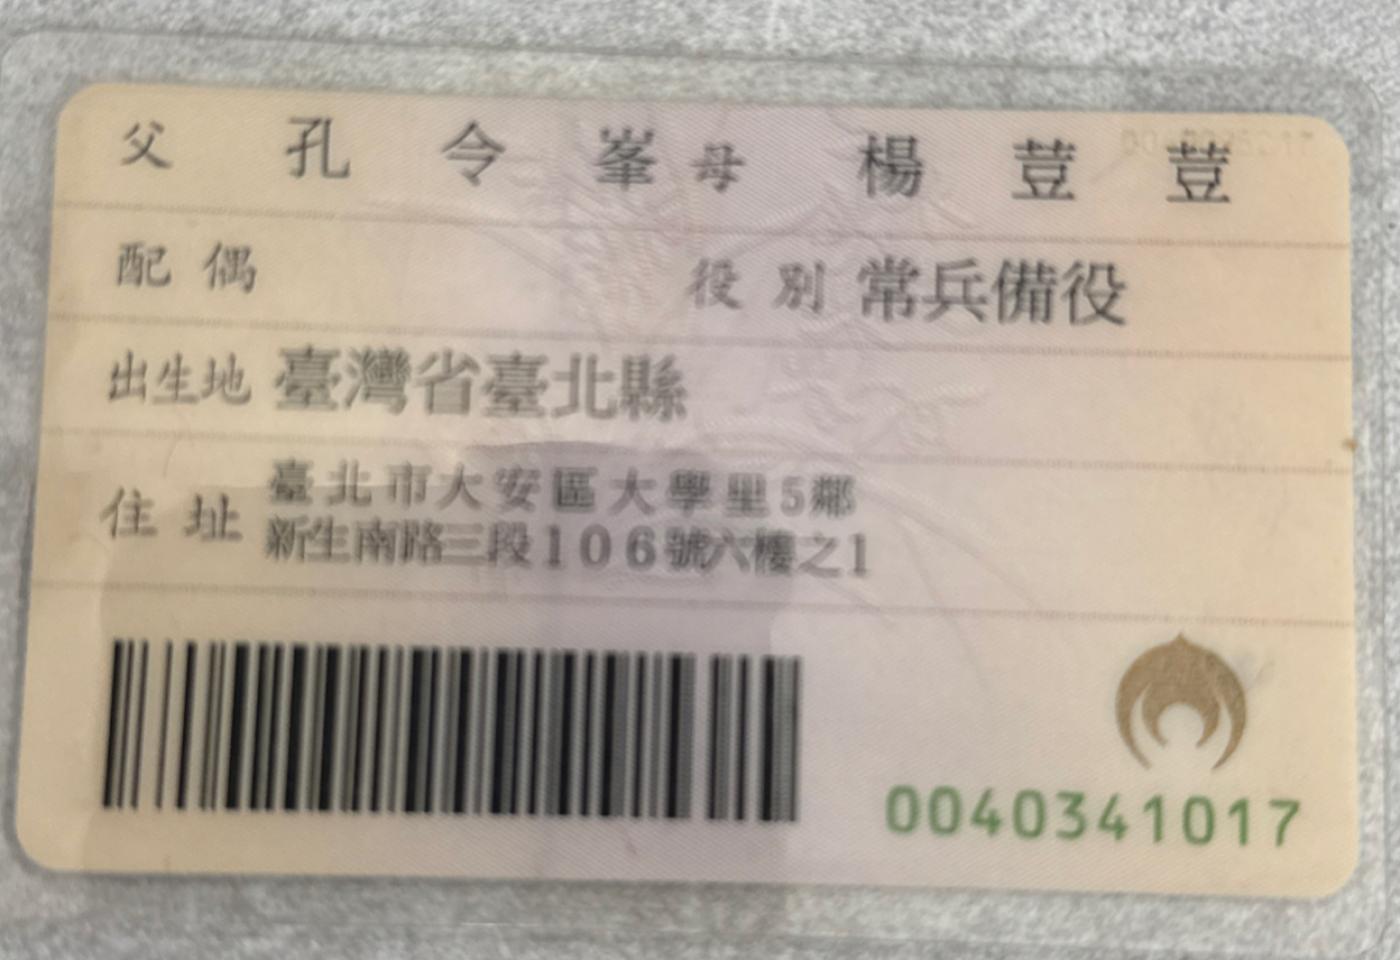 父 孔令峯 母 楊荳荳
配偶 役別 常兵備役
出生地 臺灣省臺北縣
住址 臺北市大安區大學里5鄰
新生南路三段106號六樓之1
0040341017